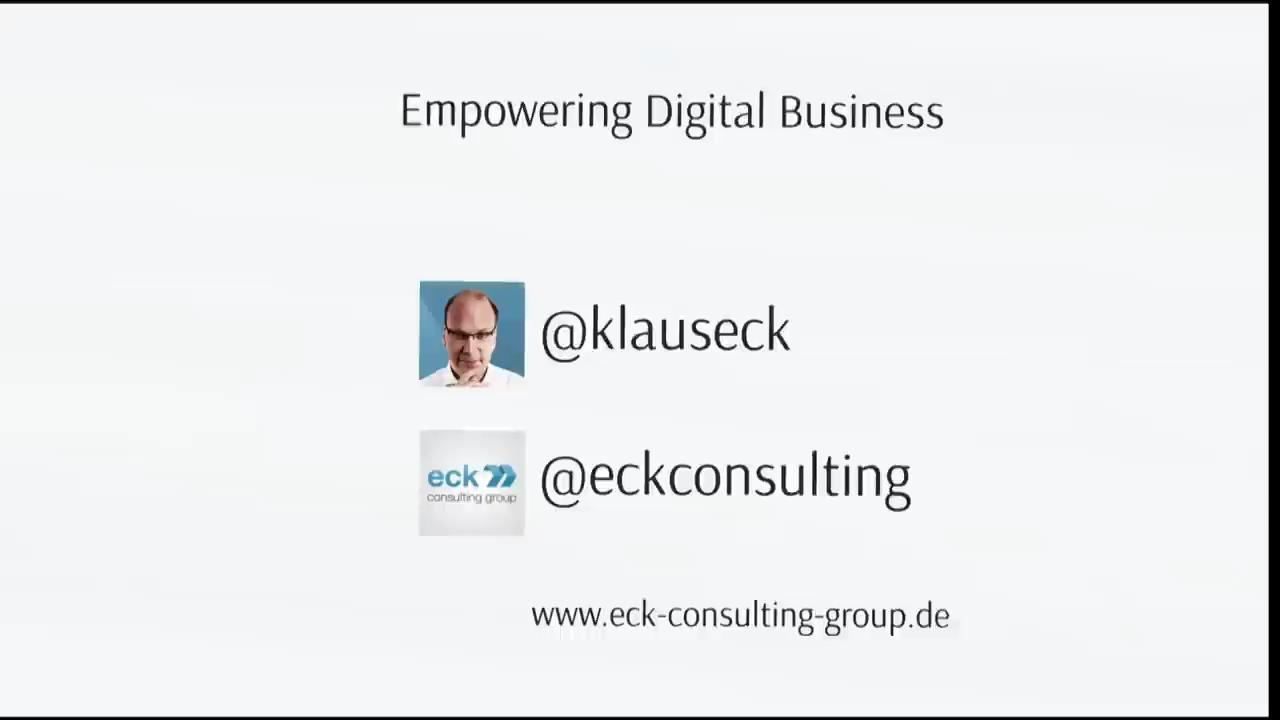 Empowering Digital Business
@klauseck
eck
consulting group
@eckconsulting
www.eck-consulting-group.de